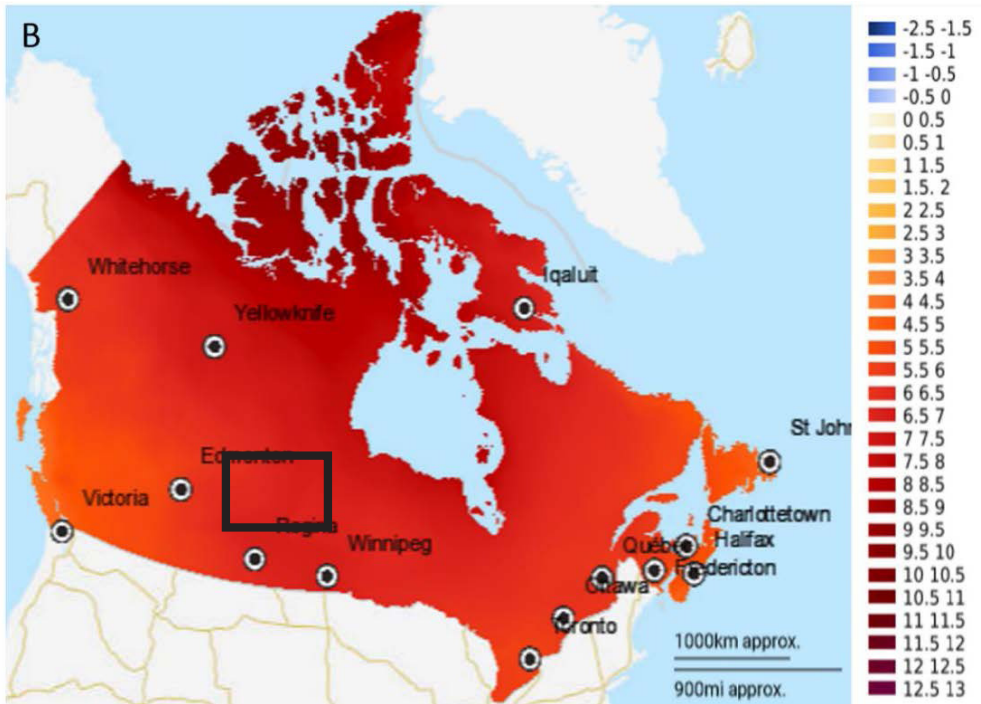 B
Whitehorse
Iqaluit
Yellowknife
Edmonton
St John
Victoria
Regina
Winnipeg
Charlottetown
Québ
Halifax
Fredericton
Ottawa
Toronto
1000km approx.
900mi approx.
-2.5 -1.5
-1.5 -1
-1 -0.5
-0.5 0
0 0.5
0.5 1
1 1.5
1.5. 2
2 2.5
2.5 3
3 3.5
3.5 4
4 4.5
4.5 5
5 5.5
5.5 6
6 6.5
6.5 7
7 7.5
7.5 8
8 8.5
8.5 9
9 9.5
9.5 10
10 10.5
10.5 11
11 11.5
11.5 12
12 12.5
12.5 13